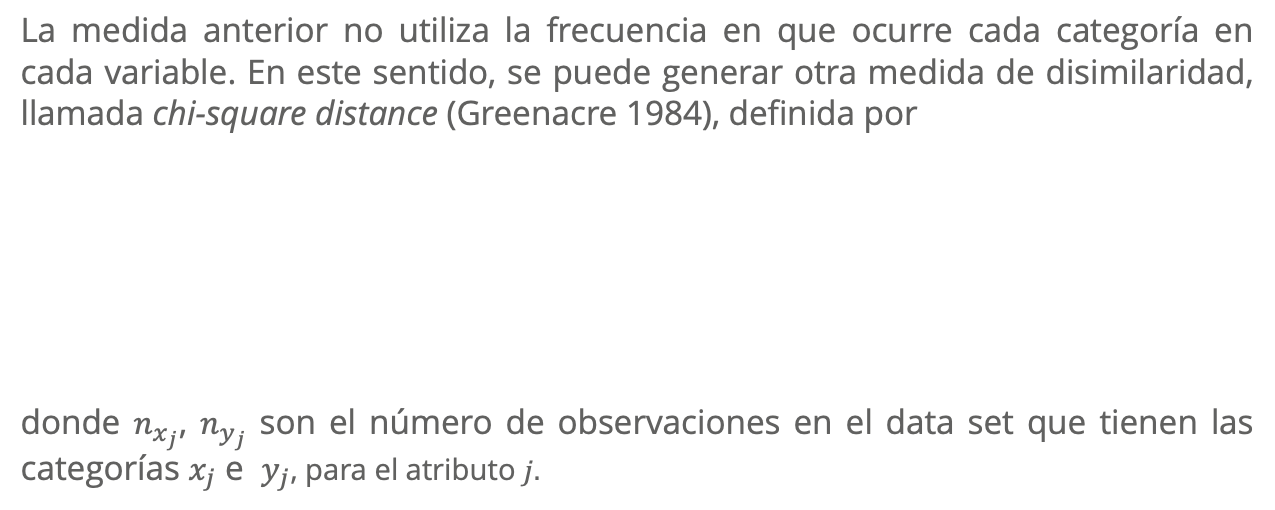 La medida anterior no utiliza la frecuencia en que ocurre cada categoría en
cada variable. En este sentido, se puede generar otra medida de disimilaridad,
llamada chi-square distance (Greenacre 1984), definida por
donde $n_{x_j}$, $n_{y_j}$ son el número de observaciones en el data set que tienen las
categorías $x_j$ e $y_j$, para el atributo j.